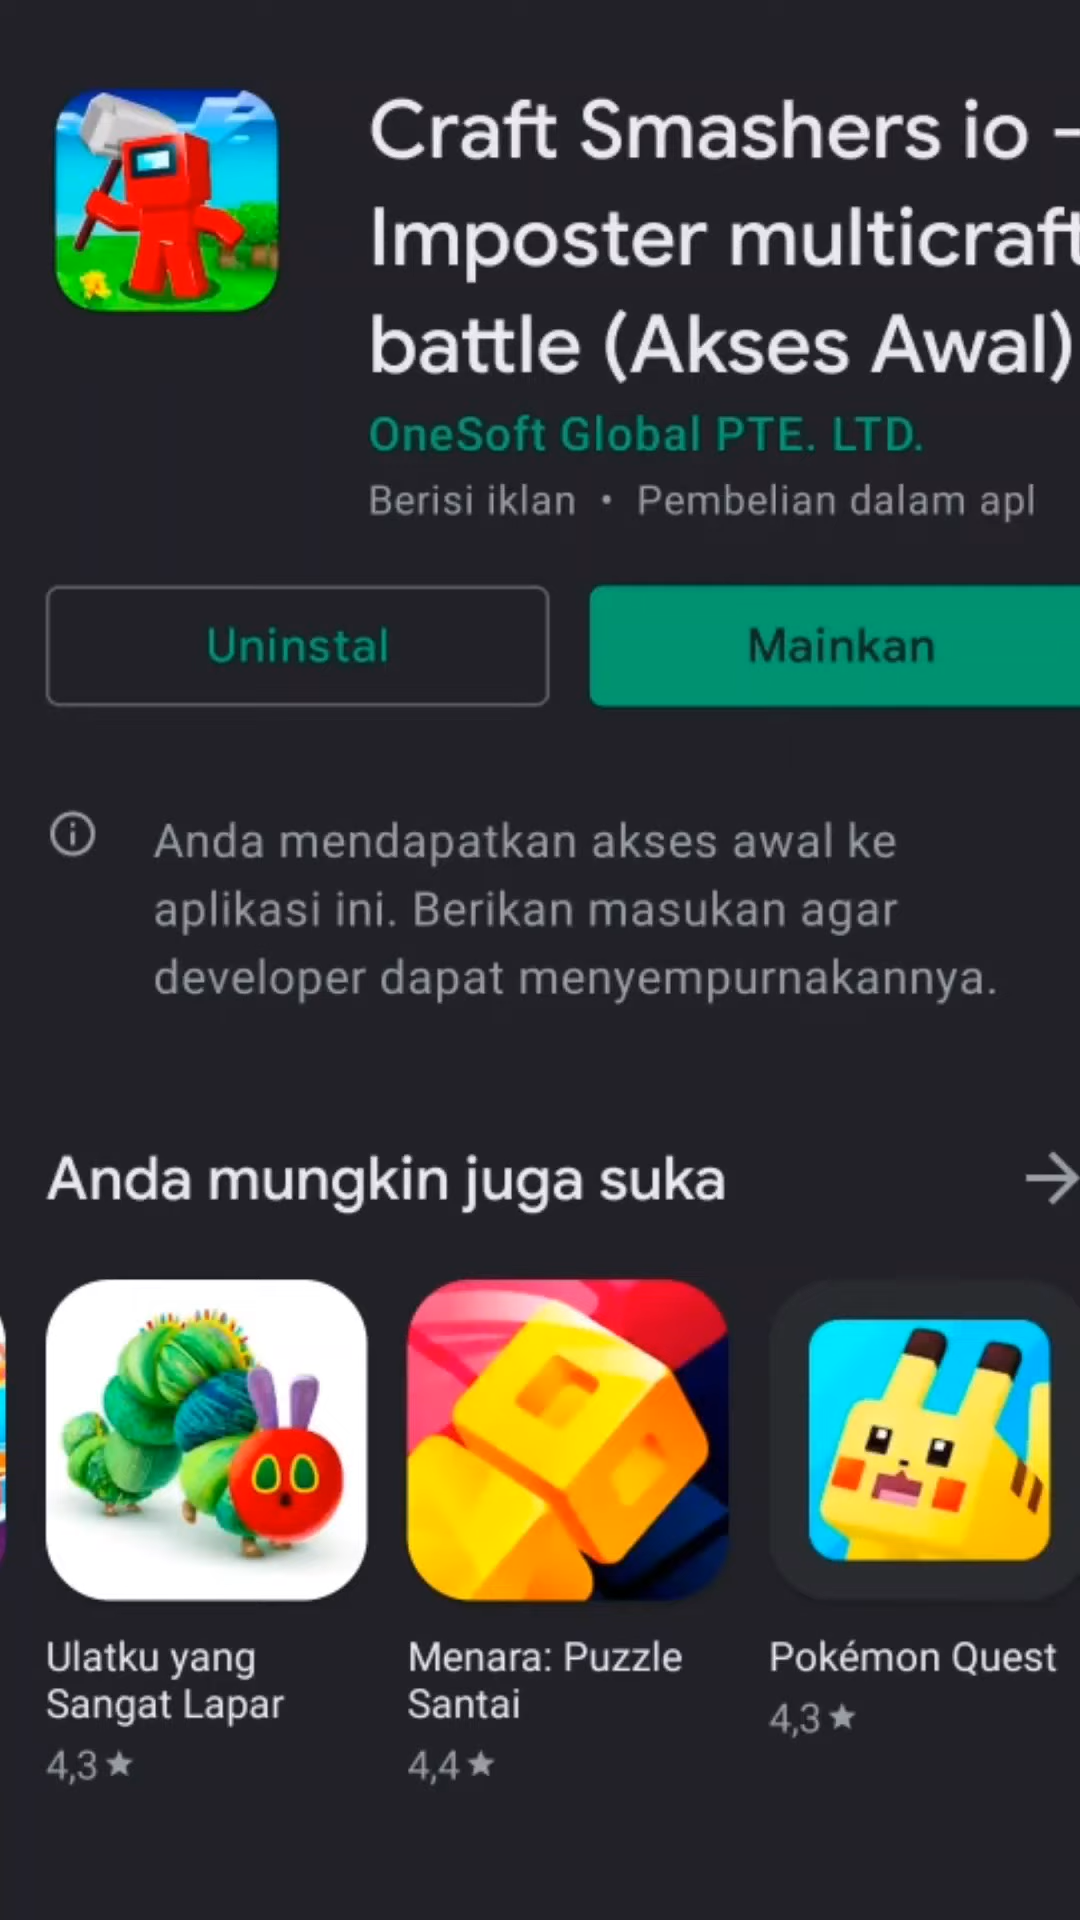 Craft Smashers io -
Imposter multicraft
battle (Akses Awal)
OneSoft Global PTE. LTD.
Berisi iklan • Pembelian dalam apl
Uninstal
Mainkan
Anda mendapatkan akses awal ke
aplikasi ini. Berikan masukan agar
developer dapat menyempurnakannya.
Anda mungkin juga suka
Ulatku yang
Sangat Lapar
4,3 ★
Menara: Puzzle
Santai
4,4 ★
Pokémon Quest
4,3 ★